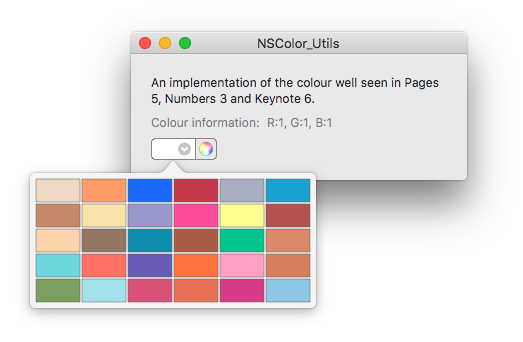 NSColor_Utils
An implementation of the colour well seen in Pages
5, Numbers 3 and Keynote 6.
Colour information: R:1, G:1, B:1